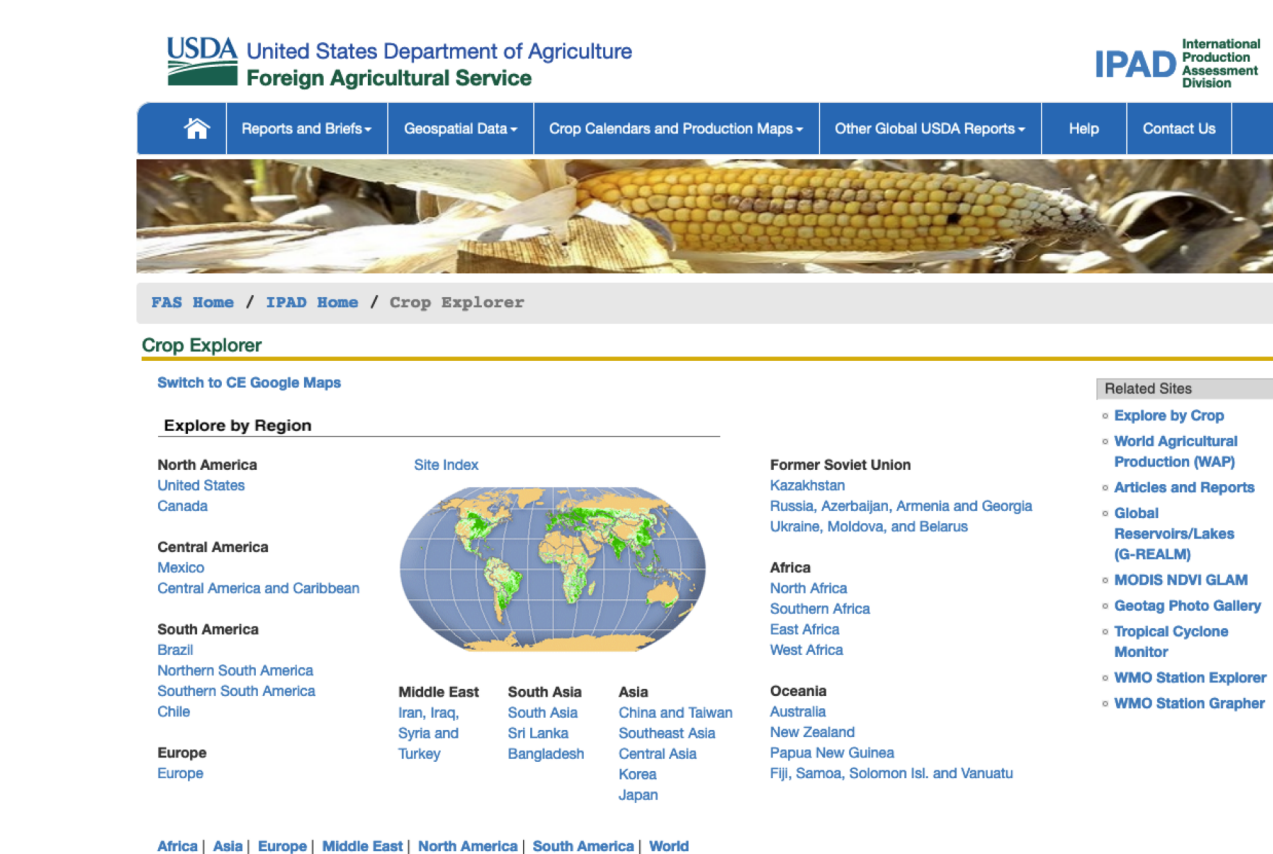 USDA United States Department of Agriculture
Foreign Agricultural Service
IPAD International
Production
Assessment
Division
Reports and Briefs
Geospatial Data
Crop Calendars and Production Maps
Other Global USDA Reports
Help
Contact Us
FAS Home / IPAD Home / Crop Explorer
Crop Explorer
Switch to CE Google Maps
Explore by Region
North America
United States
Canada
Central America
Mexico
Central America and Caribbean
South America
Brazil
Northern South America
Southern South America
Chile
Europe
Europe
Site Index
Middle East
Iran, Iraq,
Syria and
Turkey
South Asia
South Asia
Sri Lanka
Bangladesh
Asia
China and Taiwan
Southeast Asia
Central Asia
Korea
Japan
Former Soviet Union
Kazakhstan
Russia, Azerbaijan, Armenia and Georgia
Ukraine, Moldova, and Belarus
Africa
North Africa
Southern Africa
East Africa
West Africa
Oceania
Australia
New Zealand
Papua New Guinea
Fiji, Samoa, Solomon Isl. and Vanuatu
Related Sites
Explore by Crop
World Agricultural
Production (WAP)
Articles and Reports
Global
Reservoirs/Lakes
(G-REALM)
MODIS NDVI GLAM
Geotag Photo Gallery
Tropical Cyclone
Monitor
WMO Station Explorer
WMO Station Grapher
Africa | Asia | Europe | Middle East | North America | South America | World